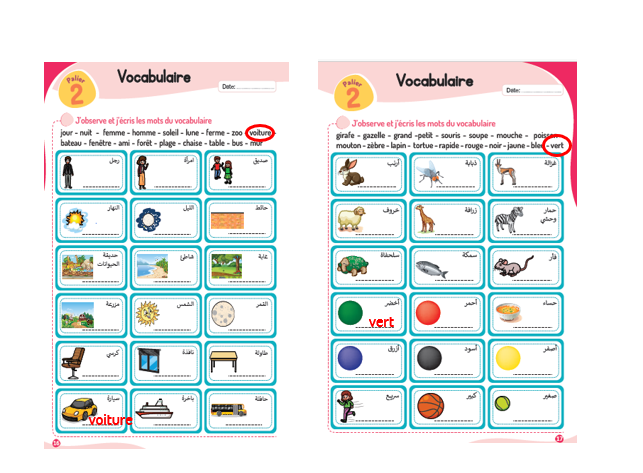 Palier
2
Vocabulaire
Date:
J'observe et j'écris les mots du vocabulaire
jour - nuit - femme - homme - soleil - lune - ferme - zoo - voiture
bateau - fenêtre - ami - forêt - plage - chaise - table - bus - mur
رجل
امرأة
صديق
النهار
الليل
حائط
حديقة
الحيوانات
شاطئ
غابة
مزرعة
الشمس
القمر
كرسي
نافذة
طاولة
سيارة
voiture
باخرة
حافلة
16
Palier
2
Vocabulaire
Date:
J'observe et j'écris les mots du vocabulaire
girafe - gazelle - grand -petit - souris - soupe - mouche - poisson
mouton - zèbre - lapin - tortue - rapide - rouge - noir - jaune - bleu - vert
أرنب
ذبابة
غزالة
خروف
زرافة
حمار
وحشي
سلحفاة
سمكة
فأر
أخضر
vert
أحمر
حساء
أزرق
أسود
أصفر
سريع
كبير
صغير
17